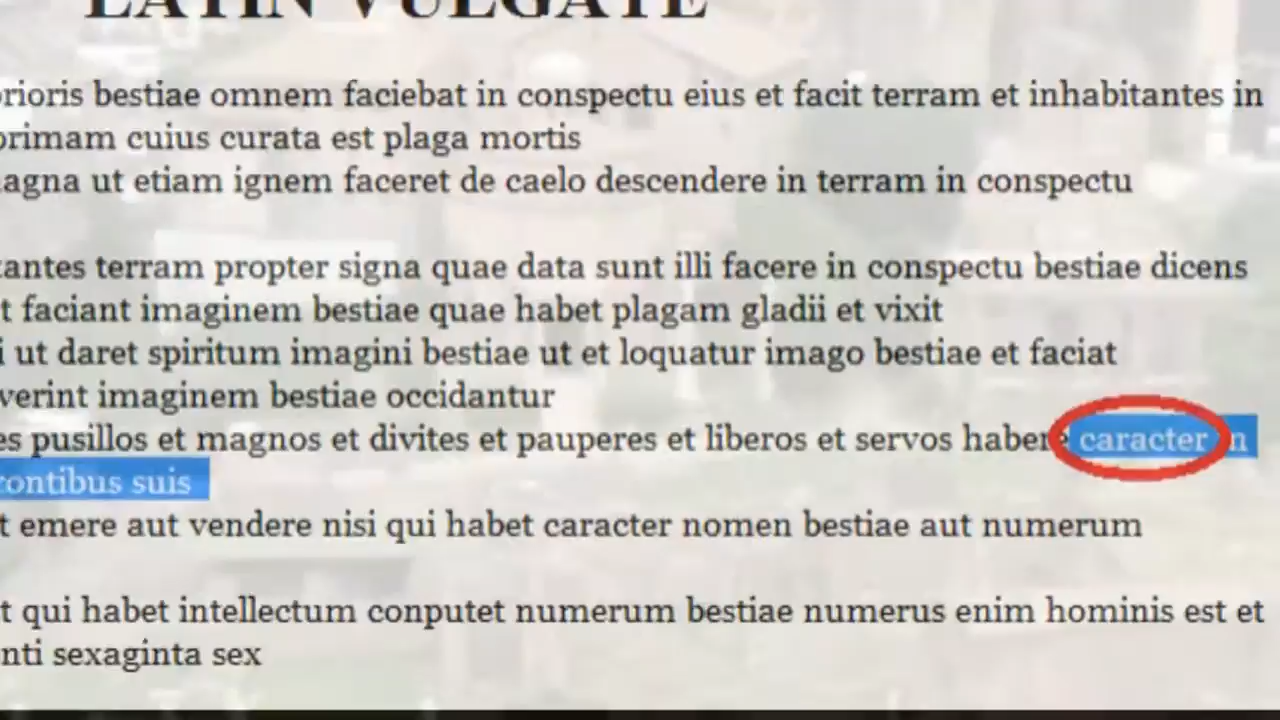 LATIN VULGATE
rioris bestiae omnem faciebat in conspectu eius et facit terram et inhabitantes in
primam cuius curata est plaga mortis
agna ut etiam ignem faceret de caelo descendere in terram in conspectu
tantes terram propter signa quae data sunt illi facere in conspectu bestiae dicens
t faciant imaginem bestiae quae habet plagam gladii et vixit
i ut daret spiritum imagini bestiae ut et loquatur imago bestiae et faciat
verint imaginem bestiae occidantur
es pusillos et magnos et divites et pauperes et liberos et servos habere caracter in
rontibus suis
t emere aut vendere nisi qui habet caracter nomen bestiae aut numerum
t qui habet intellectum conputet numerum bestiae numerus enim hominis est et
nti sexaginta sex